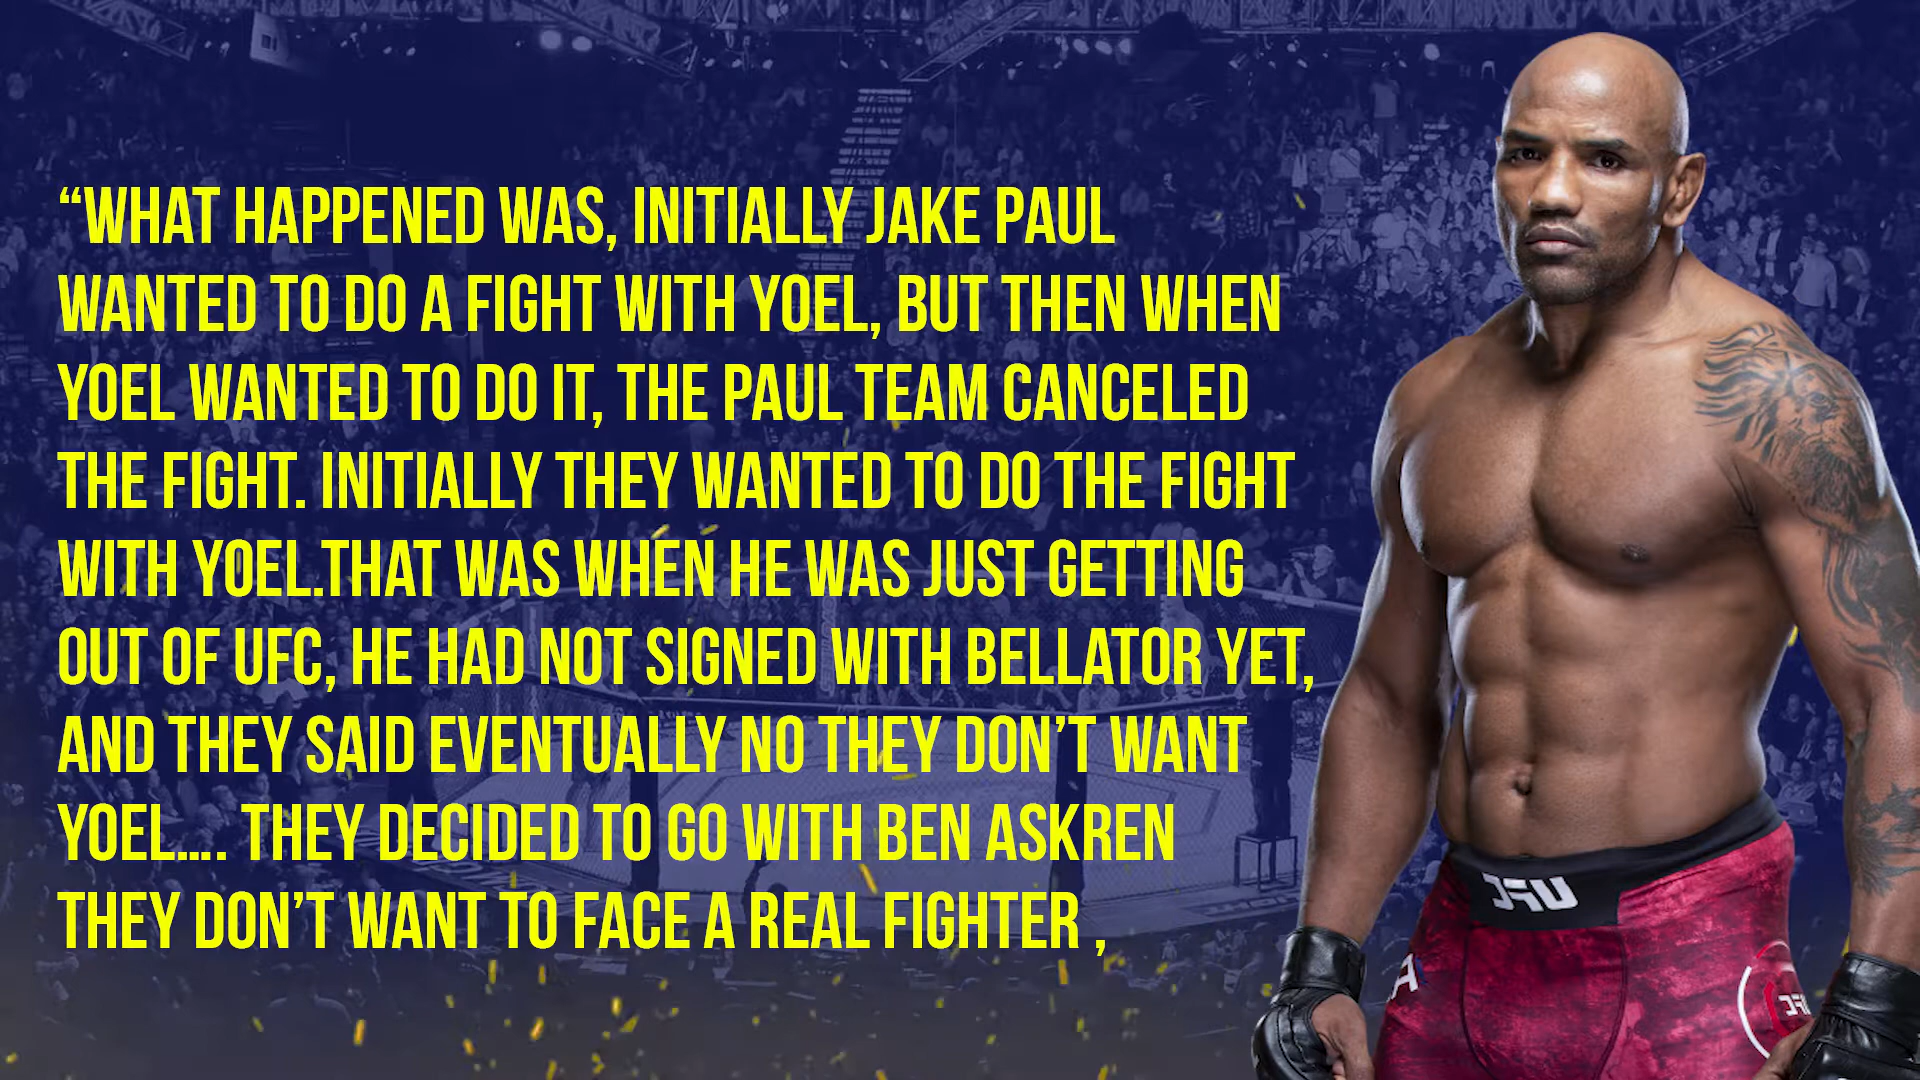 “WHAT HAPPENED WAS, INITIALLY JAKE PAUL
WANTED TO DO A FIGHT WITH YOEL, BUT THEN WHEN
YOEL WANTED TO DO IT, THE PAUL TEAM CANCELED
THE FIGHT. INITIALLY THEY WANTED TO DO THE FIGHT
WITH YOEL.THAT WAS WHEN HE WAS JUST GETTING
OUT OF UFC, HE HAD NOT SIGNED WITH BELLATOR YET,
AND THEY SAID EVENTUALLY NO THEY DON’T WANT
YOEL.... THEY DECIDED TO GO WITH BEN ASKREN
THEY DON’T WANT TO FACE A REAL FIGHTER ,
UFC
UFC